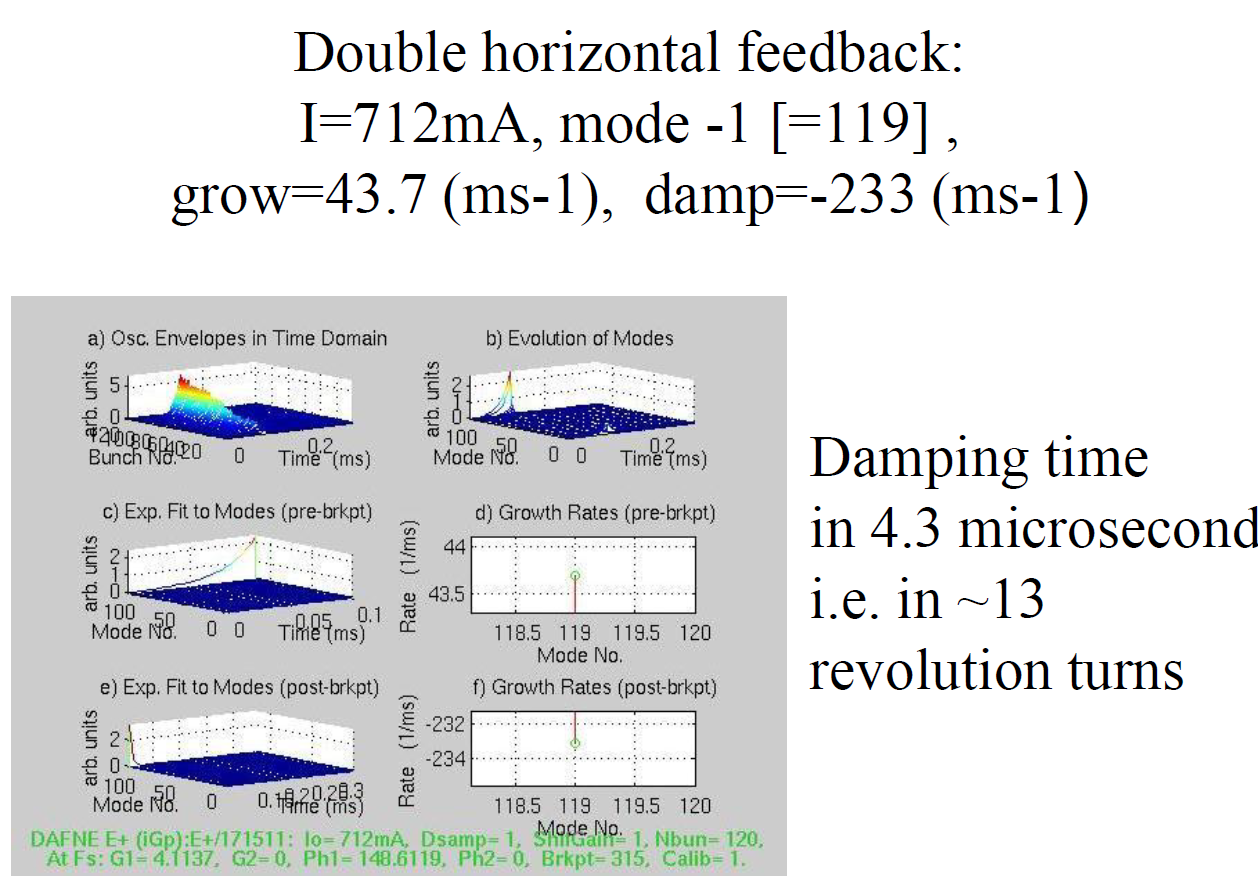 Double horizontal feedback:
I=712mA, mode -1 [=119] ,
grow=43.7 (ms-1), damp=-233 (ms-1)
a) Osc. Envelopes in Time Domain
arb. units
5
0
120
100
80
60
40
20
Bunch No.
0
0.2
Time (ms)
b) Evolution of Modes
arb. units
2
1
0
100
50
0
Mode No.
0
0.2
Time (ms)
c) Exp. Fit to Modes (pre-brkpt)
arb. units
2
1
0
100
50
0
Mode No.
0
0.05
0.1
Time (ms)
d) Growth Rates (pre-brkpt)
Rate (1/ms)
44
43.5
118.5 119 119.5 120
Mode No.
e) Exp. Fit to Modes (post-brkpt)
arb. units
2
0
100
50
0
Mode No.
Time (ms)
f) Growth Rates (post-brkpt)
Rate (1/ms)
-232
-234
118.5 119 119.5 120
Mode No.
DAFNE E+ (iGp):E+/171511: Io= 712mA, Dsamp= 1, ShifGain= 1, Nbun= 120,
At Fs: G1= 4.1137, G2= 0, Ph1= 148.6119, Ph2= 0, Brkpt= 315, Calib= 1.
Damping time
in 4.3 microsecond
i.e. in ~13
revolution turns